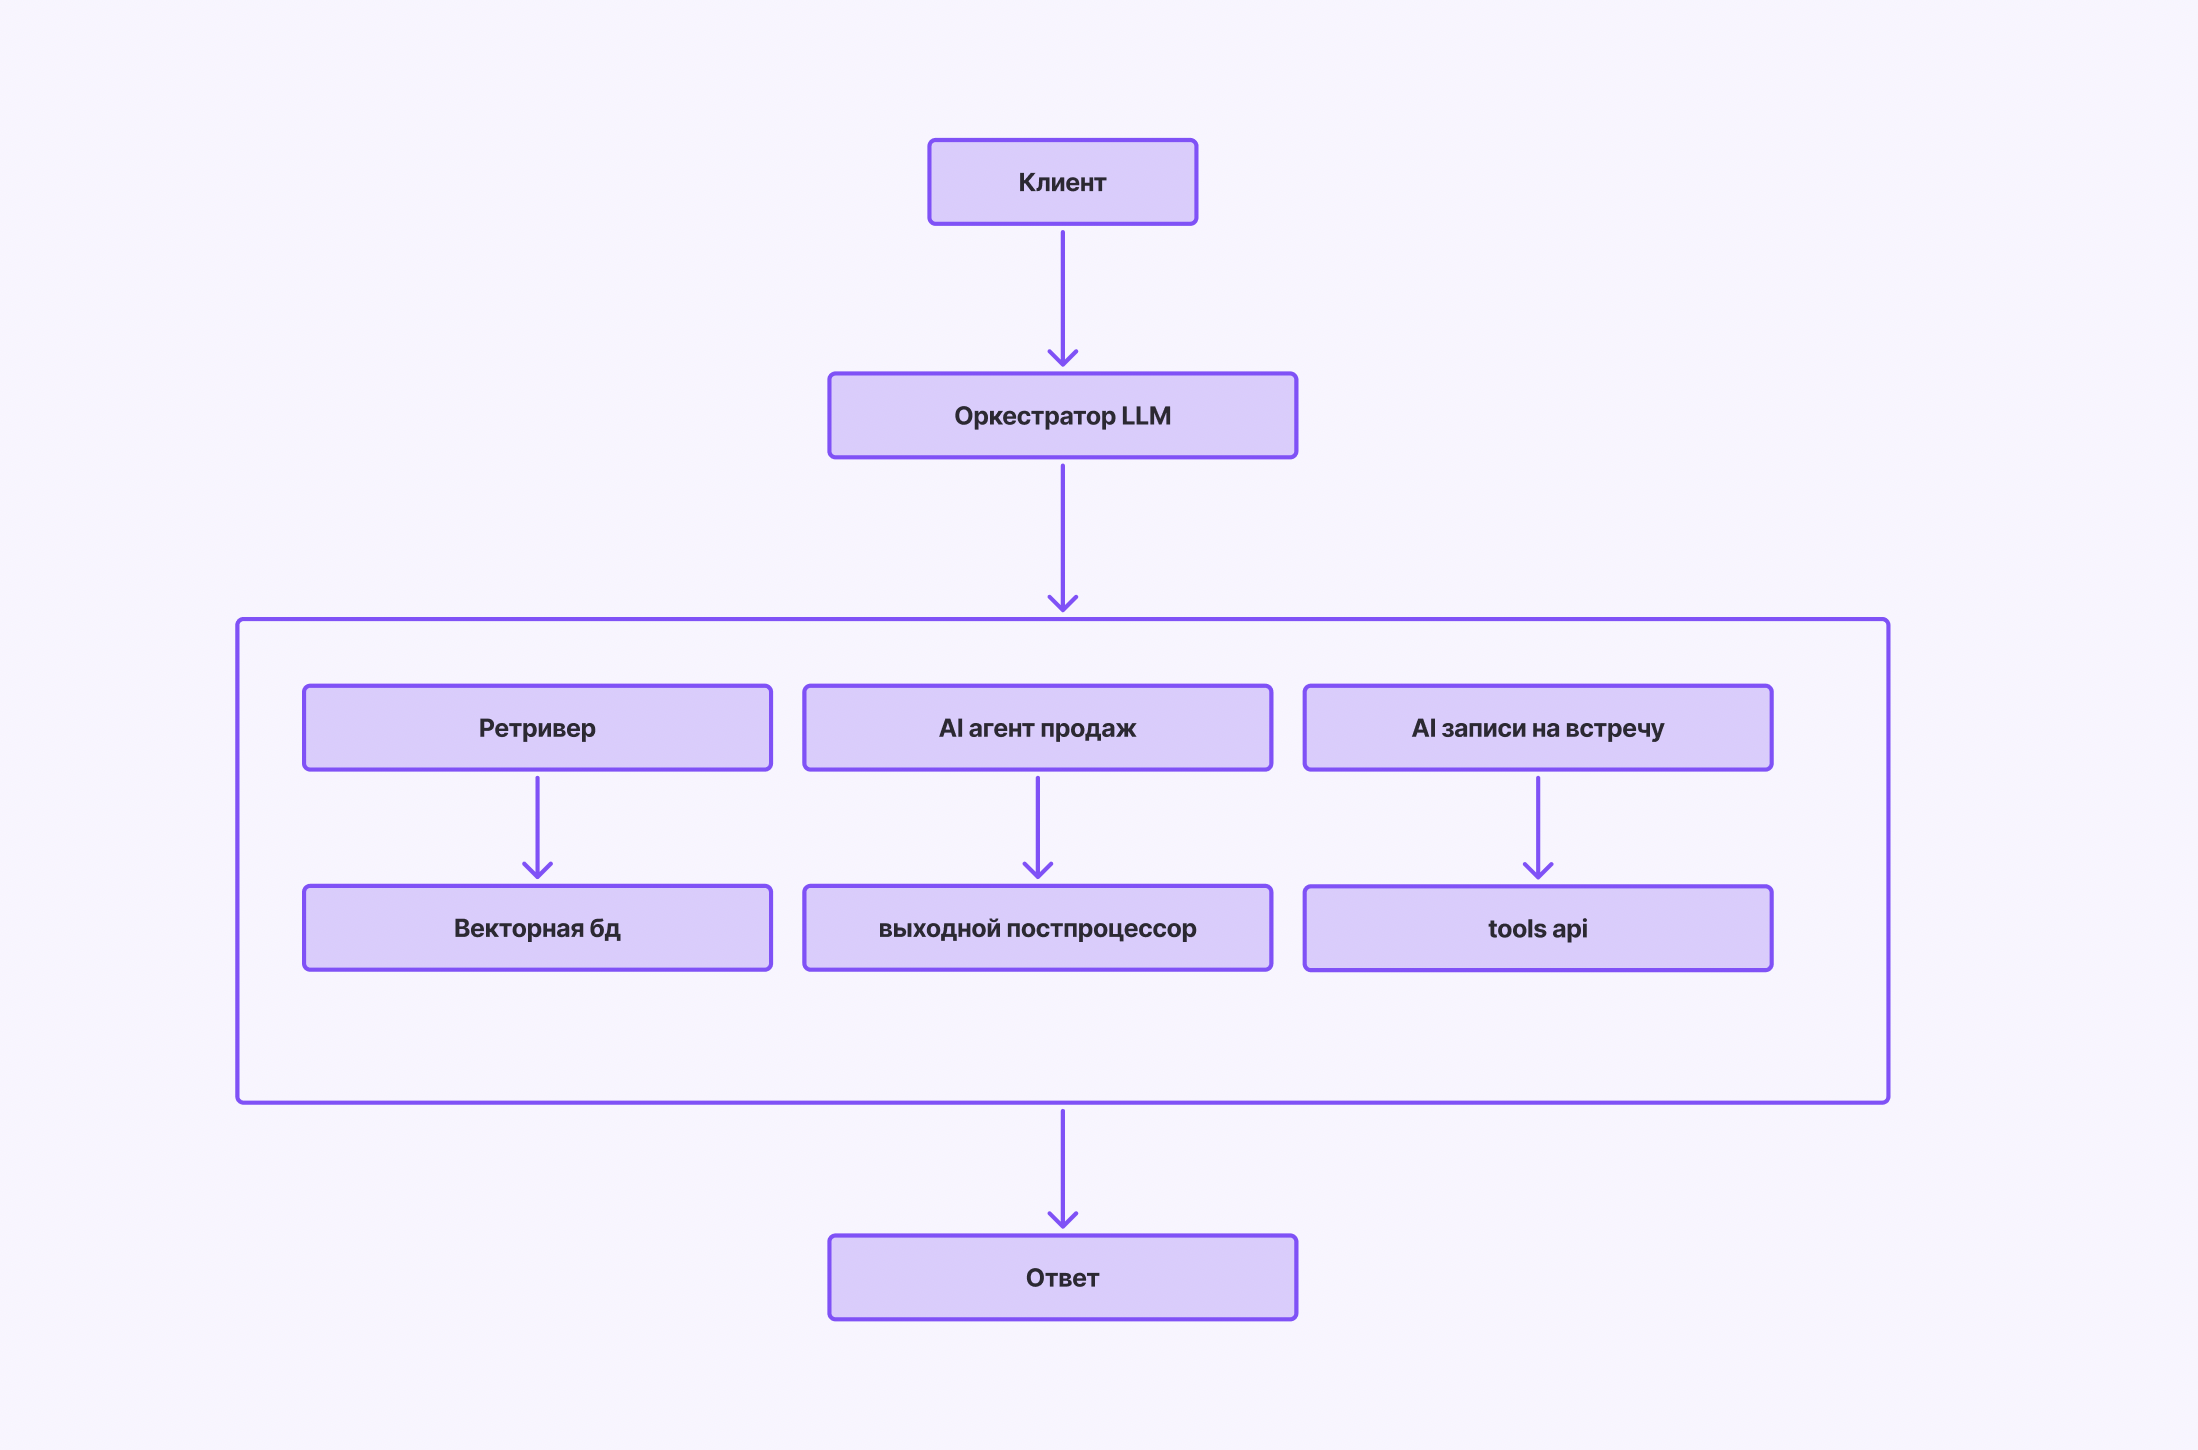 Клиент
Оркестратор LLM
Ретривер
AI агент продаж
AI записи на встречу
Векторная бд
выходной постпроцессор
tools api
Ответ